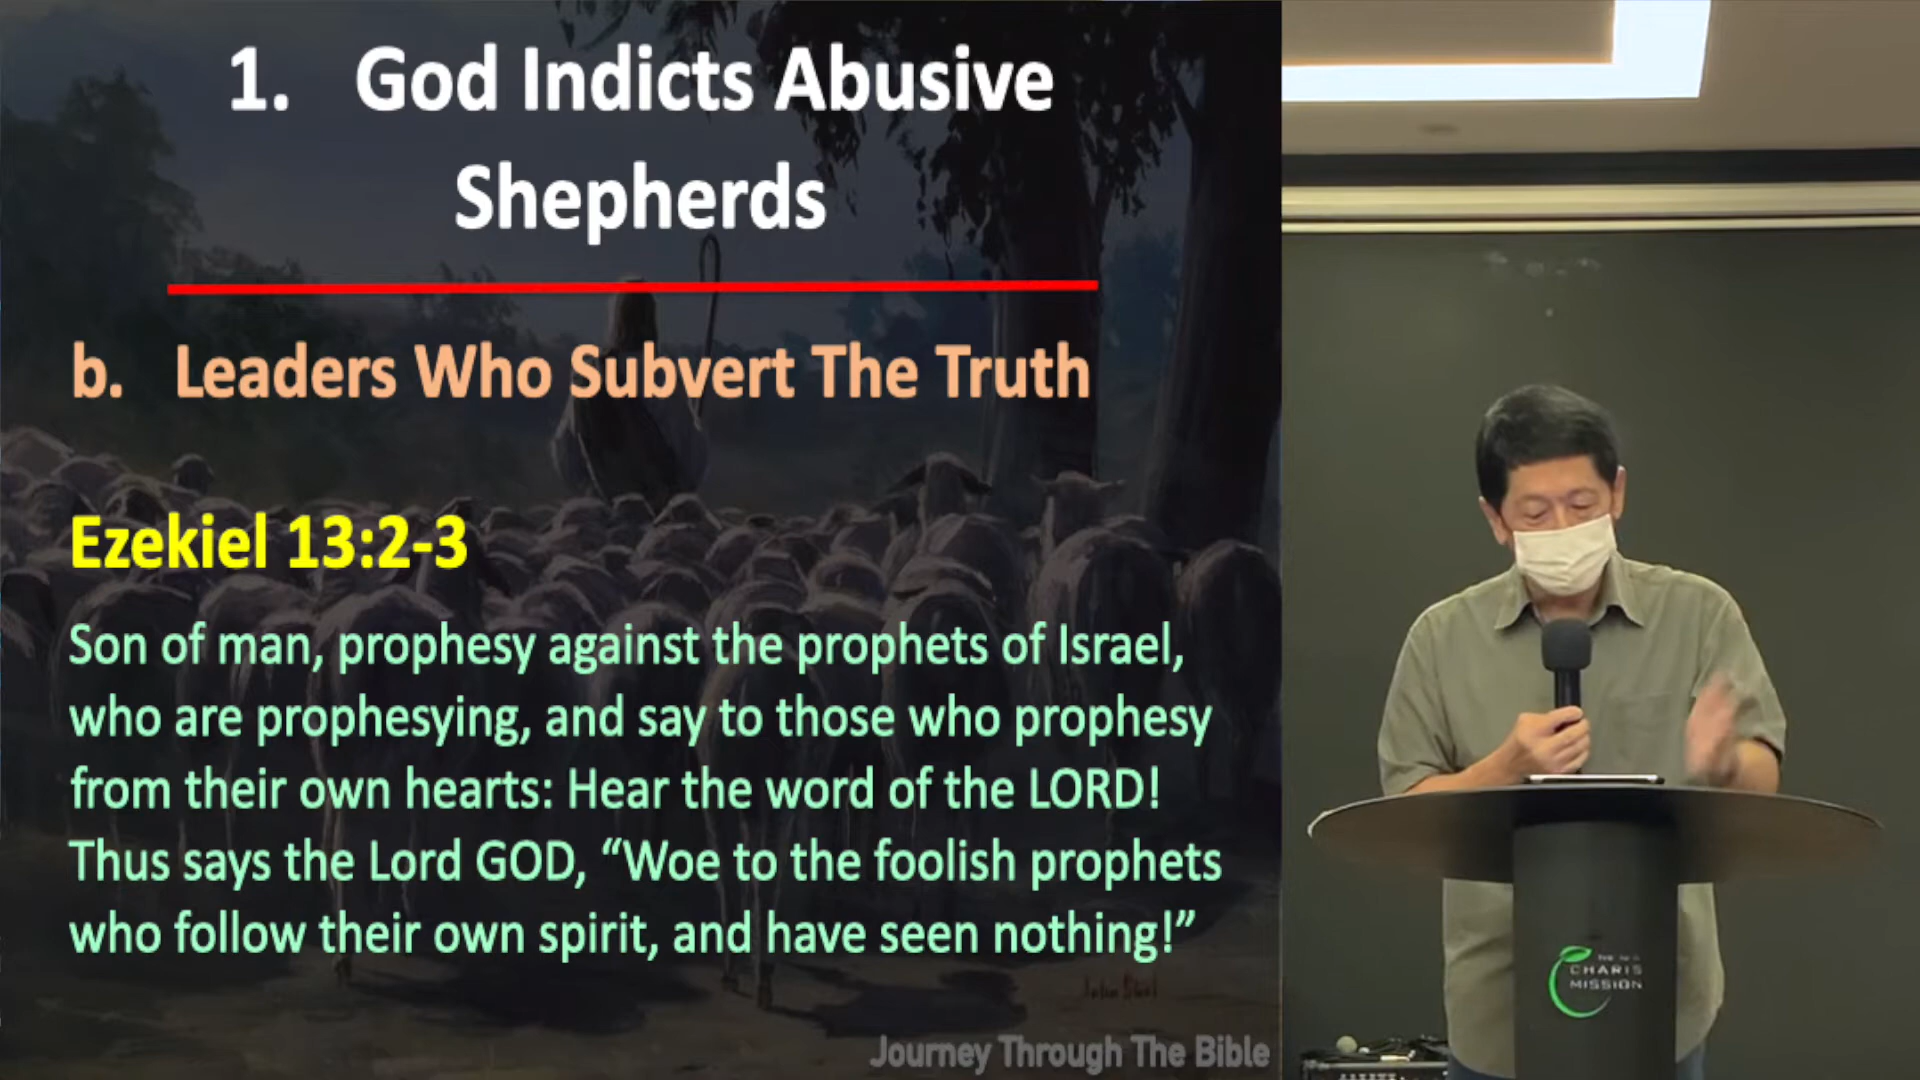 1. God Indicts Abusive
Shepherds
b. Leaders Who Subvert The Truth
Ezekiel 13:2-3
Son of man, prophesy against the prophets of Israel,
who are prophesying, and say to those who prophesy
from their own hearts: Hear the word of the LORD!
Thus says the Lord GOD, “Woe to the foolish prophets
who follow their own spirit, and have seen nothing!”
Journey Through The Bible
CHARIS
MISSION